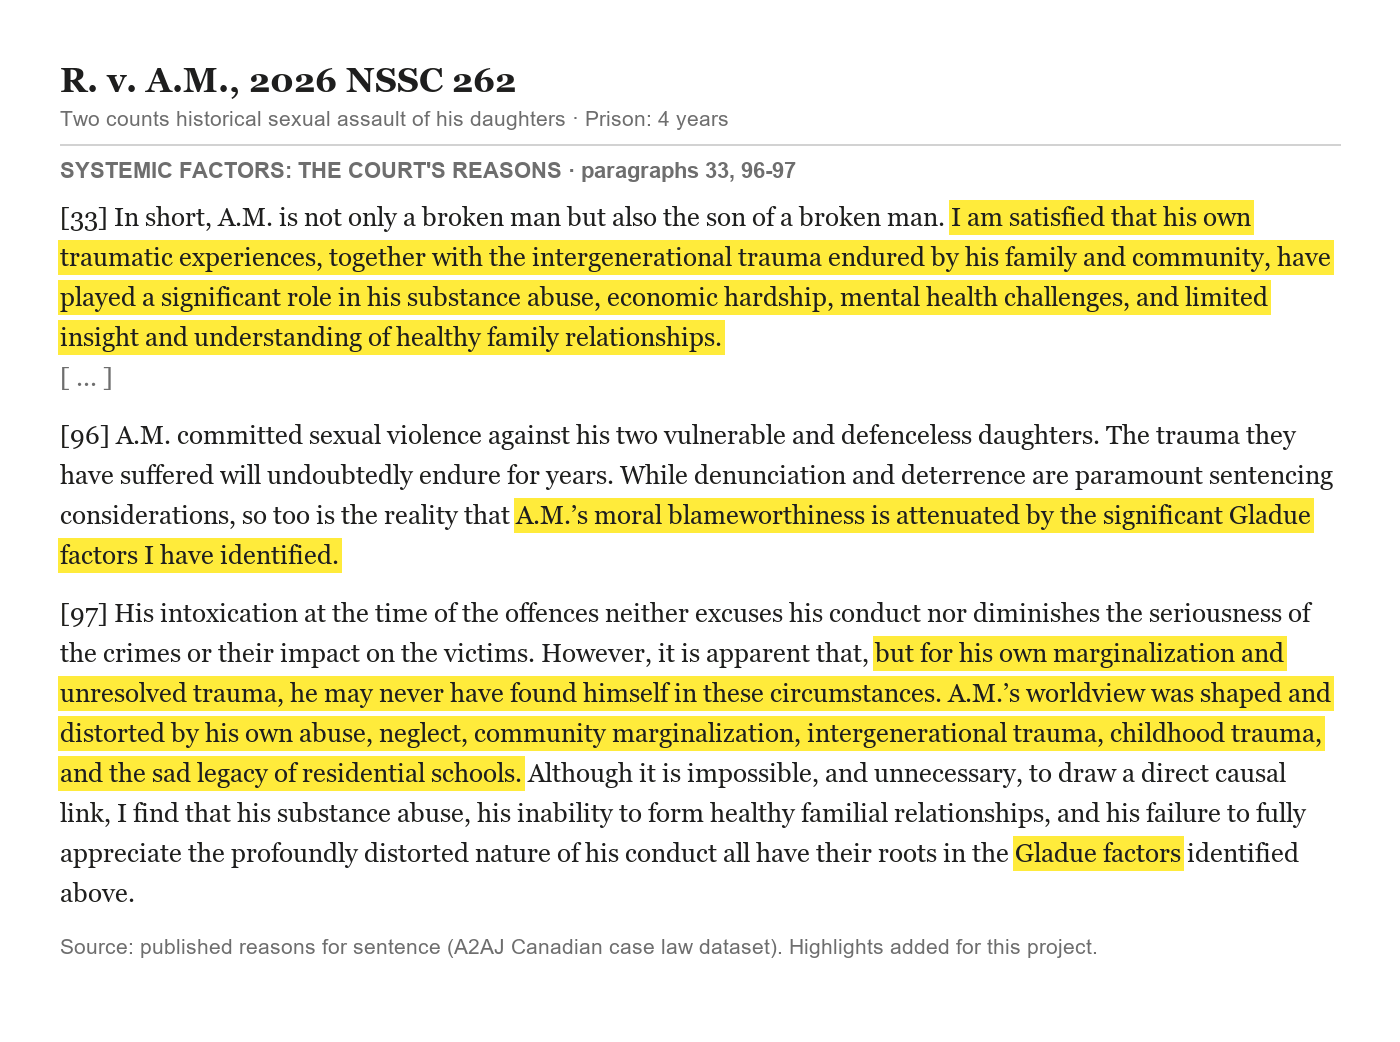 R. v. A.M., 2026 NSSC 262
Two counts historical sexual assault of his daughters · Prison: 4 years
SYSTEMIC FACTORS: THE COURT'S REASONS · paragraphs 33, 96-97
[33] In short, A.M. is not only a broken man but also the son of a broken man. I am satisfied that his own
traumatic experiences, together with the intergenerational trauma endured by his family and community, have
played a significant role in his substance abuse, economic hardship, mental health challenges, and limited
insight and understanding of healthy family relationships.
[ ... ]
[96] A.M. committed sexual violence against his two vulnerable and defenceless daughters. The trauma they
have suffered will undoubtedly endure for years. While denunciation and deterrence are paramount sentencing
considerations, so too is the reality that A.M.’s moral blameworthiness is attenuated by the significant Gladue
factors I have identified.
[97] His intoxication at the time of the offences neither excuses his conduct nor diminishes the seriousness of
the crimes or their impact on the victims. However, it is apparent that, but for his own marginalization and
unresolved trauma, he may never have found himself in these circumstances. A.M.’s worldview was shaped and
distorted by his own abuse, neglect, community marginalization, intergenerational trauma, childhood trauma,
and the sad legacy of residential schools. Although it is impossible, and unnecessary, to draw a direct causal
link, I find that his substance abuse, his inability to form healthy familial relationships, and his failure to fully
appreciate the profoundly distorted nature of his conduct all have their roots in the Gladue factors identified
above.
Source: published reasons for sentence (A2AJ Canadian case law dataset). Highlights added for this project.